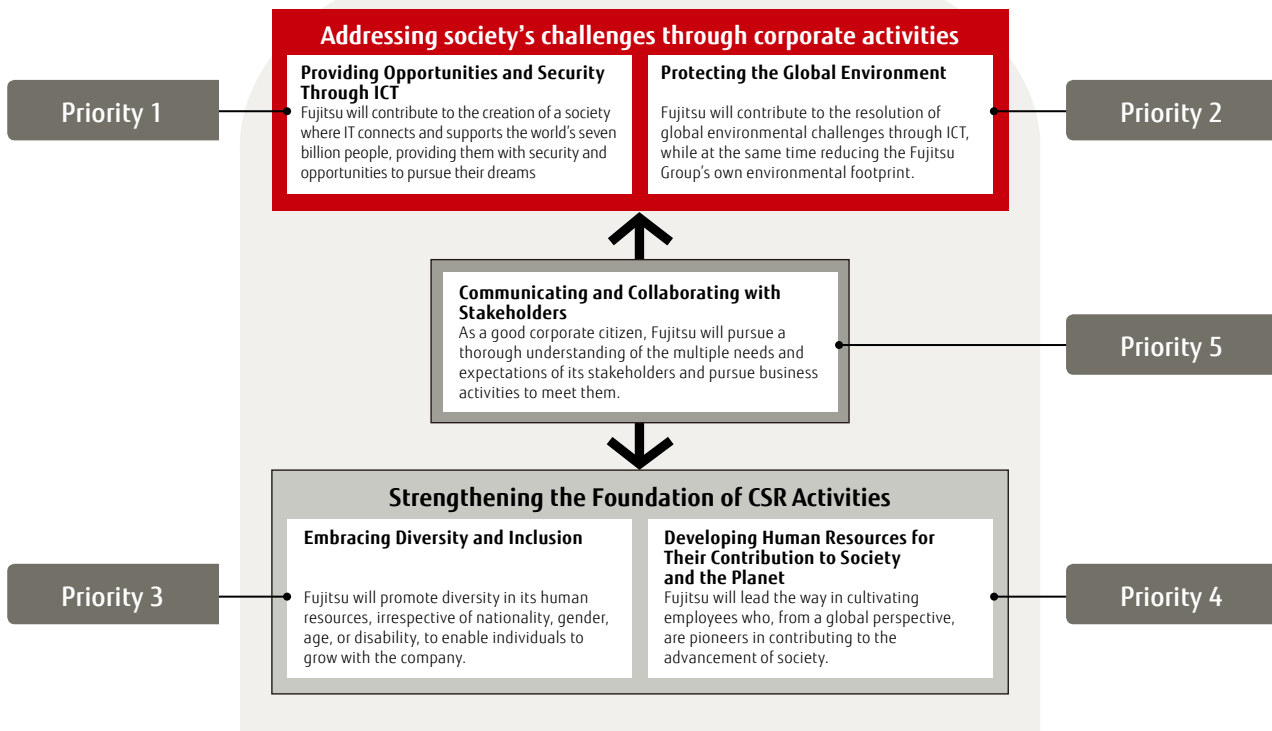 Addressing society's challenges through corporate activities
Priority 1
Providing Opportunities and Security
Through ICT
Fujitsu will contribute to the creation of a society
where IT connects and supports the world's seven
billion people, providing them with security and
opportunities to pursue their dreams
Protecting the Global Environment
Fujitsu will contribute to the resolution of
global environmental challenges through ICT,
while at the same time reducing the Fujitsu
Group's own environmental footprint.
Priority 2
Communicating and Collaborating with
Stakeholders
As a good corporate citizen, Fujitsu will pursue a
thorough understanding of the multiple needs and
expectations of its stakeholders and pursue business
activities to meet them.
Priority 5
Strengthening the Foundation of CSR Activities
Priority 3
Embracing Diversity and Inclusion
Fujitsu will promote diversity in its human
resources, irrespective of nationality, gender,
age, or disability, to enable individuals to
grow with the company.
Developing Human Resources for
Their Contribution to Society
and the Planet
Fujitsu will lead the way in cultivating
employees who, from a global perspective,
are pioneers in contributing to the
advancement of society.
Priority 4